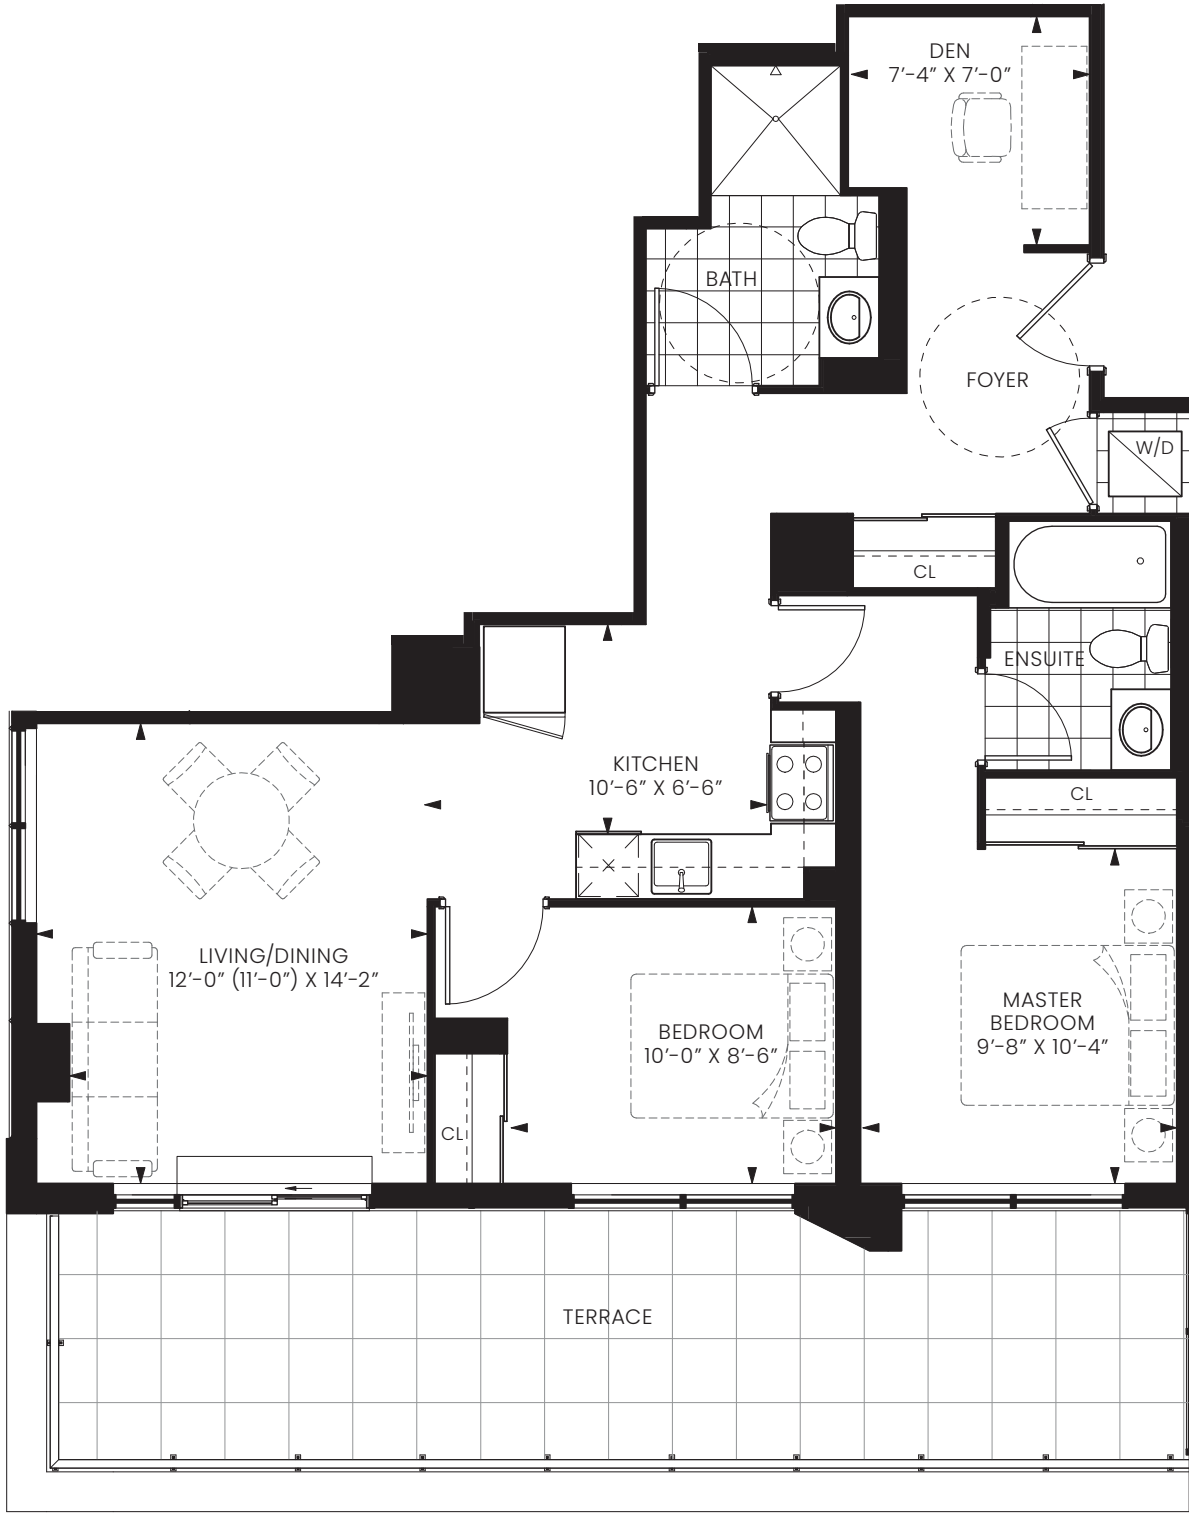 DEN
7’-4” X 7’-0”
BATH
FOYER
W/D
CL
ENSUITE
KITCHEN
10’-6” X 6’-6”
CL
LIVING/DINING
12’-0” (11’-0”) X 14’-2”
MASTER
BEDROOM
9’-8” X 10’-4”
BEDROOM
10’-0” X 8’-6”
CL
TERRACE